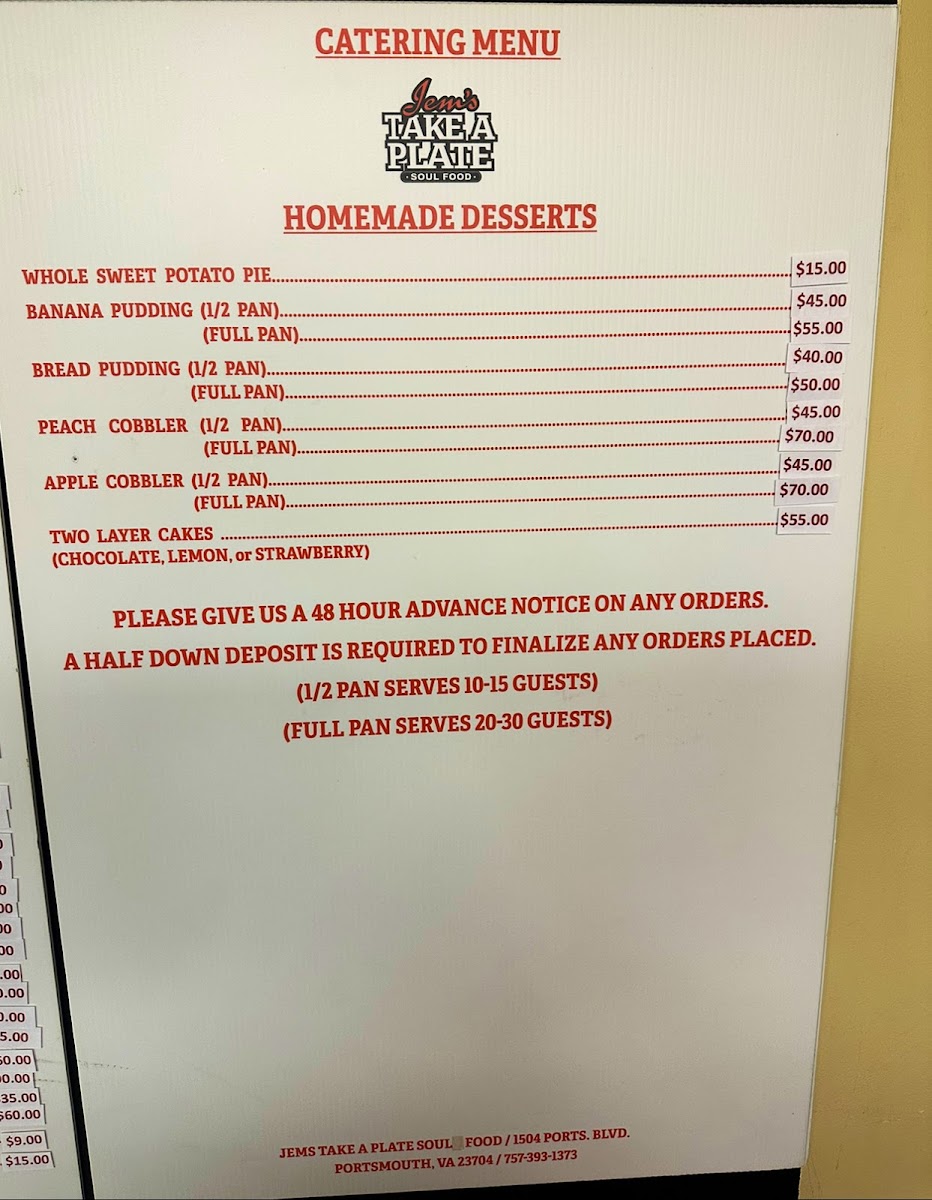 CATERING MENU
Jem's
TAKE A
PLATE
·SOUL FOOD·
HOMEMADE DESSERTS
WHOLE SWEET POTATO PIE $15.00
BANANA PUDDING (1/2 PAN) $45.00
(FULL PAN) $55.00
BREAD PUDDING (1/2 PAN) $40.00
(FULL PAN) $50.00
PEACH COBBLER (1/2 PAN) $45.00
(FULL PAN) $70.00
APPLE COBBLER (1/2 PAN) $45.00
(FULL PAN) $70.00
TWO LAYER CAKES $55.00
(CHOCOLATE, LEMON, or STRAWBERRY)
PLEASE GIVE US A 48 HOUR ADVANCE NOTICE ON ANY ORDERS.
A HALF DOWN DEPOSIT IS REQUIRED TO FINALIZE ANY ORDERS PLACED.
(1/2 PAN SERVES 10-15 GUESTS)
(FULL PAN SERVES 20-30 GUESTS)
JEMS TAKE A PLATE SOUL FOOD / 1504 PORTS. BLVD.
PORTSMOUTH, VA 23704 / 757-393-1373
$60.00
$9.00
$15.00